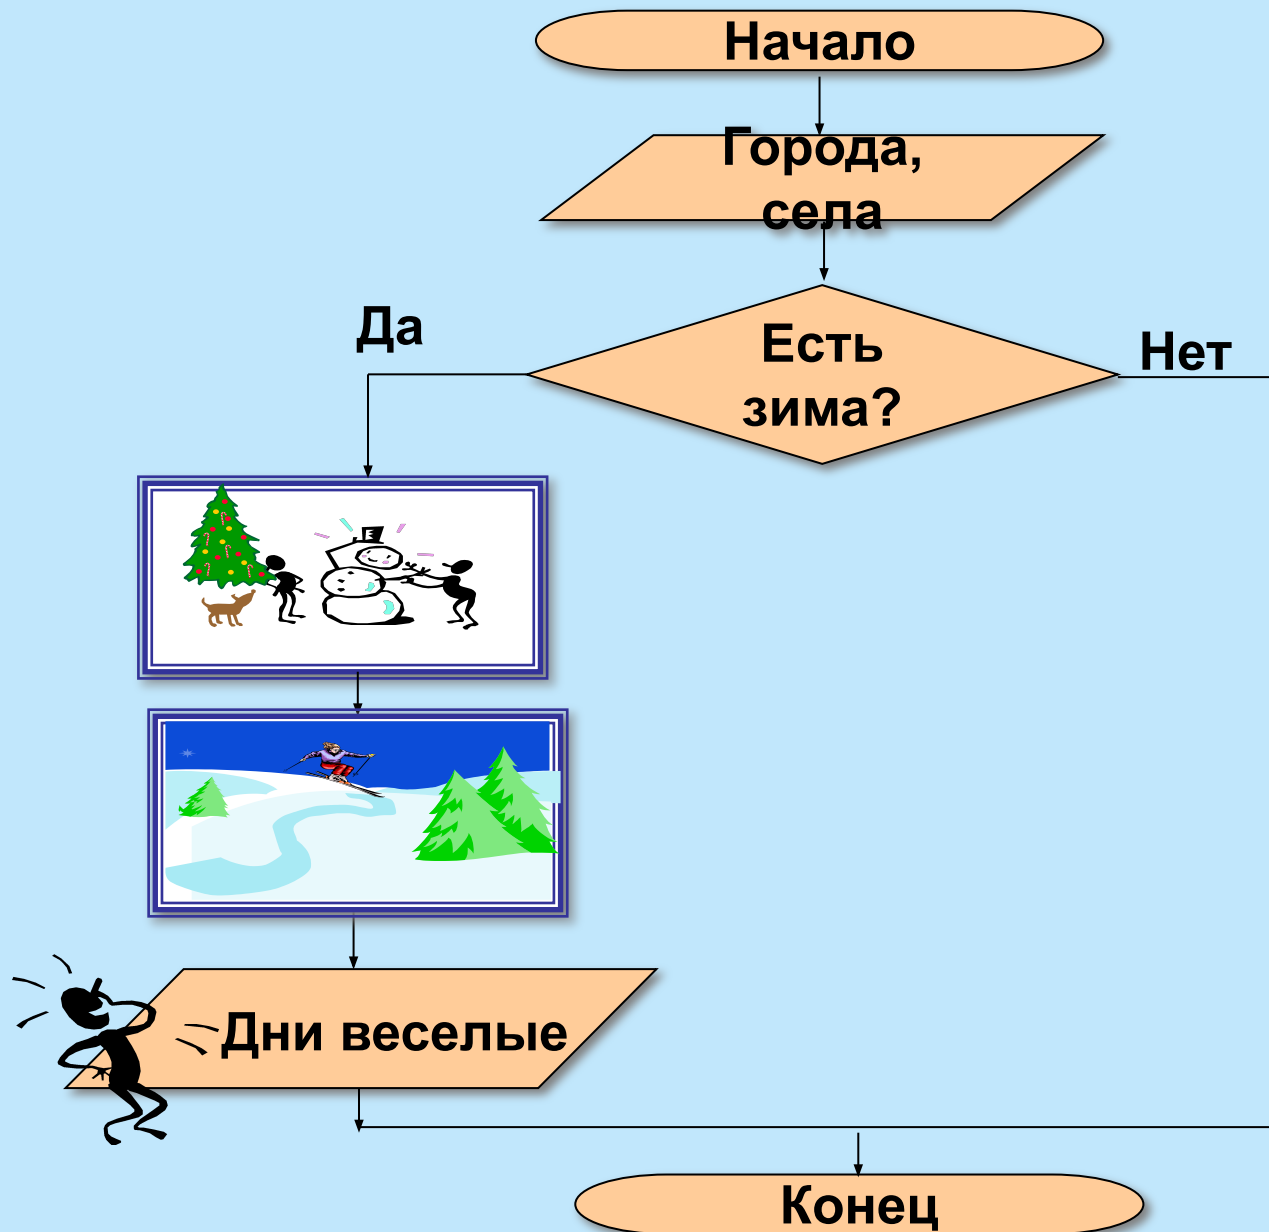 Начало
Города,
села
Да
Есть
зима?
Нет
Дни веселые
Конец